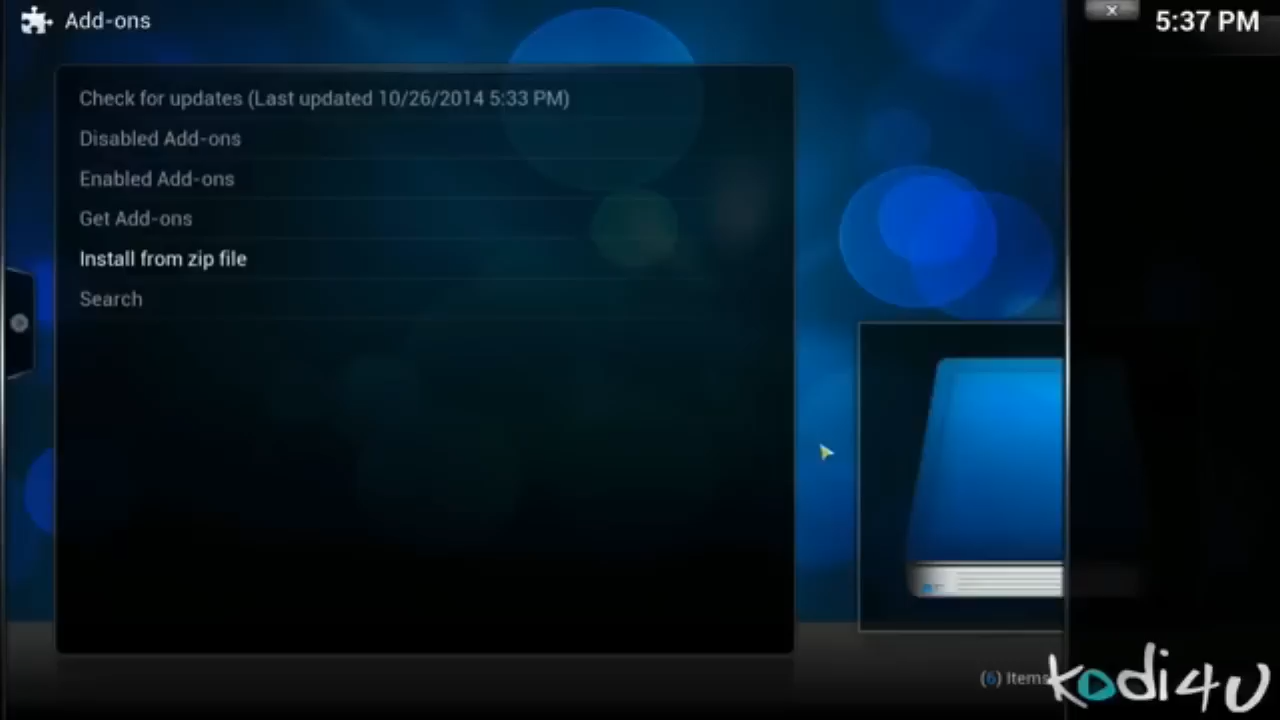 Add-ons
5:37 PM
Check for updates (Last updated 10/26/2014 5:33 PM)
Disabled Add-ons
Enabled Add-ons
Get Add-ons
Install from zip file
Search
(6) Items
kodi4U